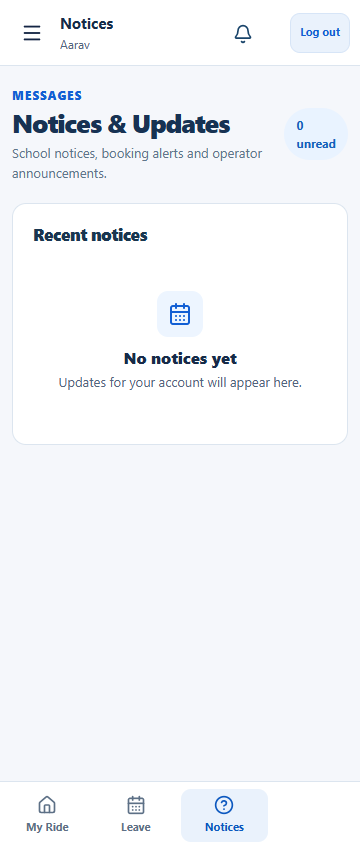 Notices
Aarav
Log out
MESSAGES
Notices & Updates
School notices, booking alerts and operator
announcements.
0
unread
Recent notices
No notices yet
Updates for your account will appear here.
My Ride
Leave
Notices